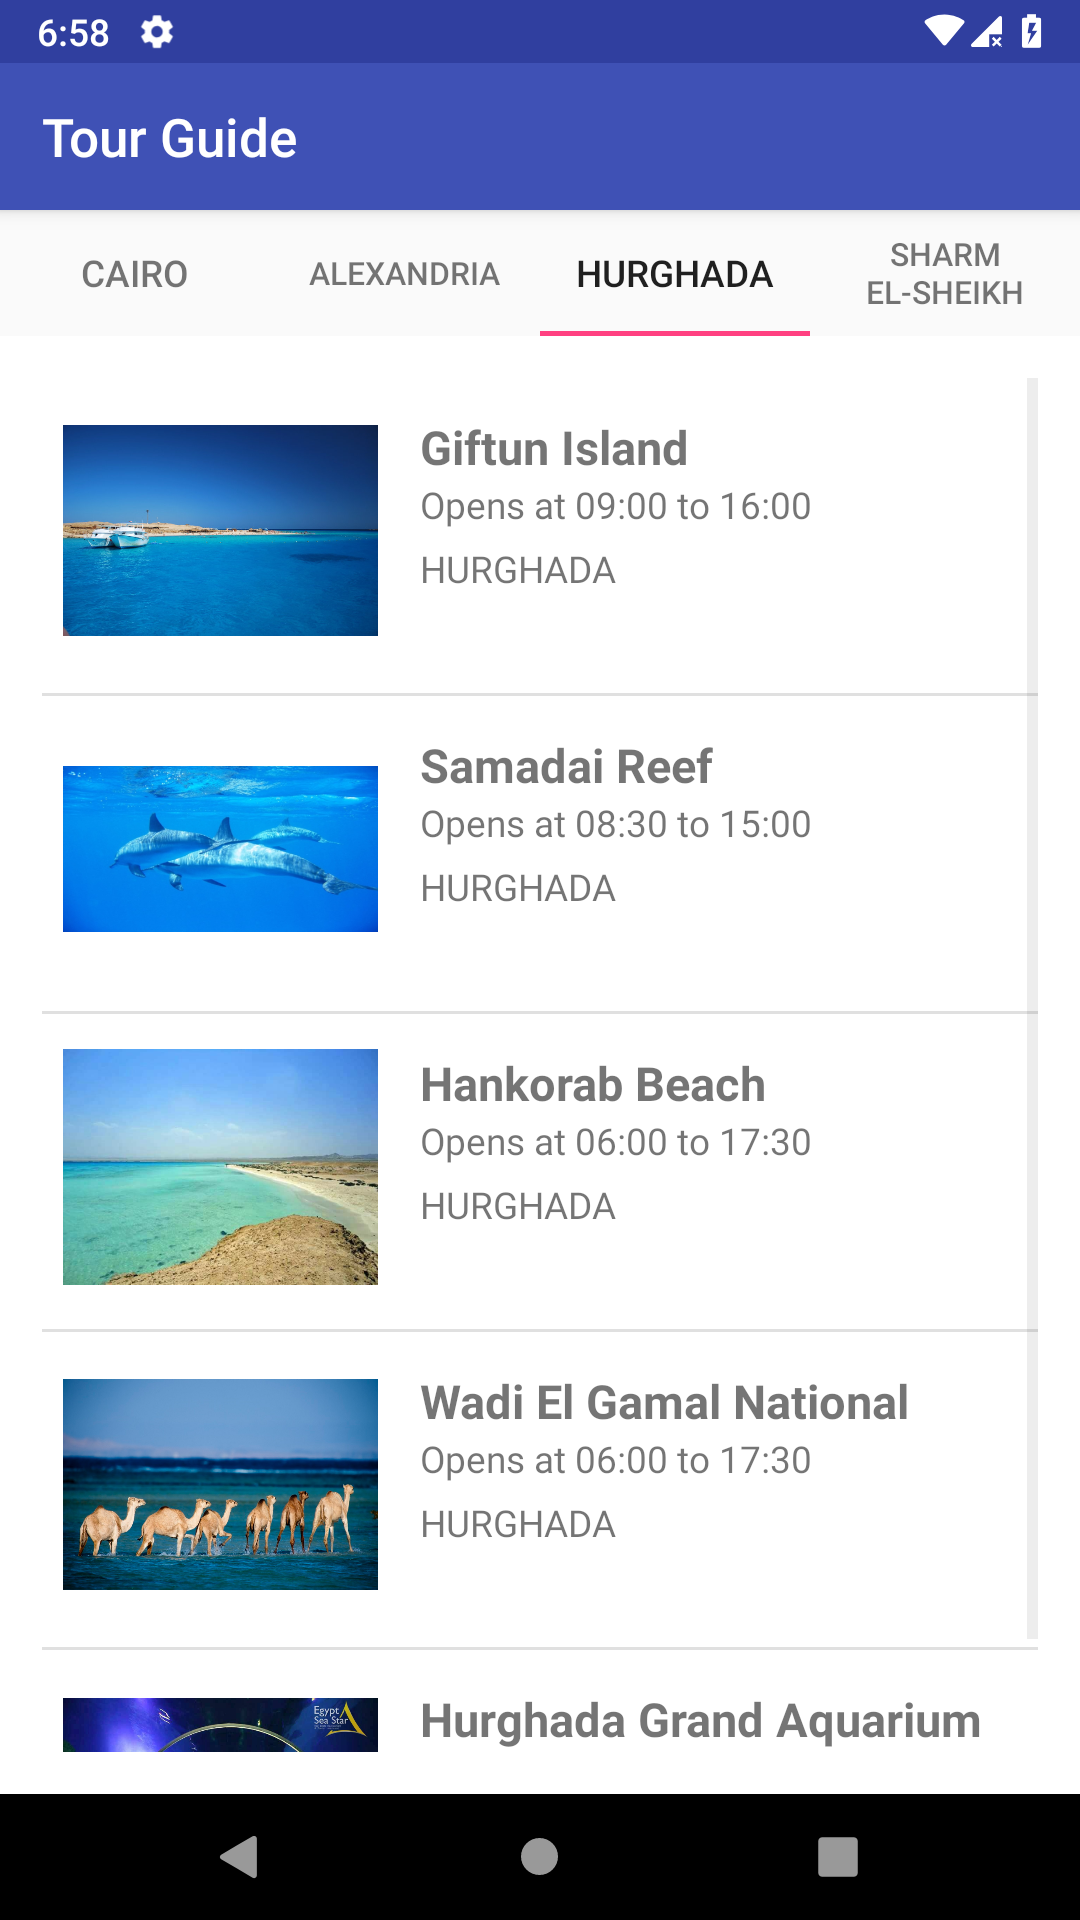 6:58
Tour Guide
CAIRO
ALEXANDRIA
HURGHADA
SHARM
EL-SHEIKH
Giftun Island
Opens at 09:00 to 16:00
HURGHADA
Samadai Reef
Opens at 08:30 to 15:00
HURGHADA
Hankorab Beach
Opens at 06:00 to 17:30
HURGHADA
Wadi El Gamal National
Opens at 06:00 to 17:30
HURGHADA
Egypt
Sea Star
Hurghada Grand Aquarium